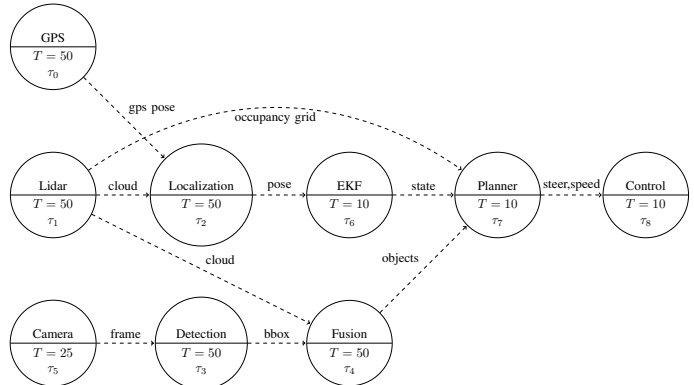 GPS
T = 50
τ0
gps pose
occupancy grid
Lidar
T = 50
τ1
cloud
Localization
T = 50
τ2
pose
EKF
T = 10
τ6
state
Planner
T = 10
τ7
steer,speed
Control
T = 10
τ8
cloud
objects
Camera
T = 25
τ5
frame
Detection
T = 50
τ3
bbox
Fusion
T = 50
τ4